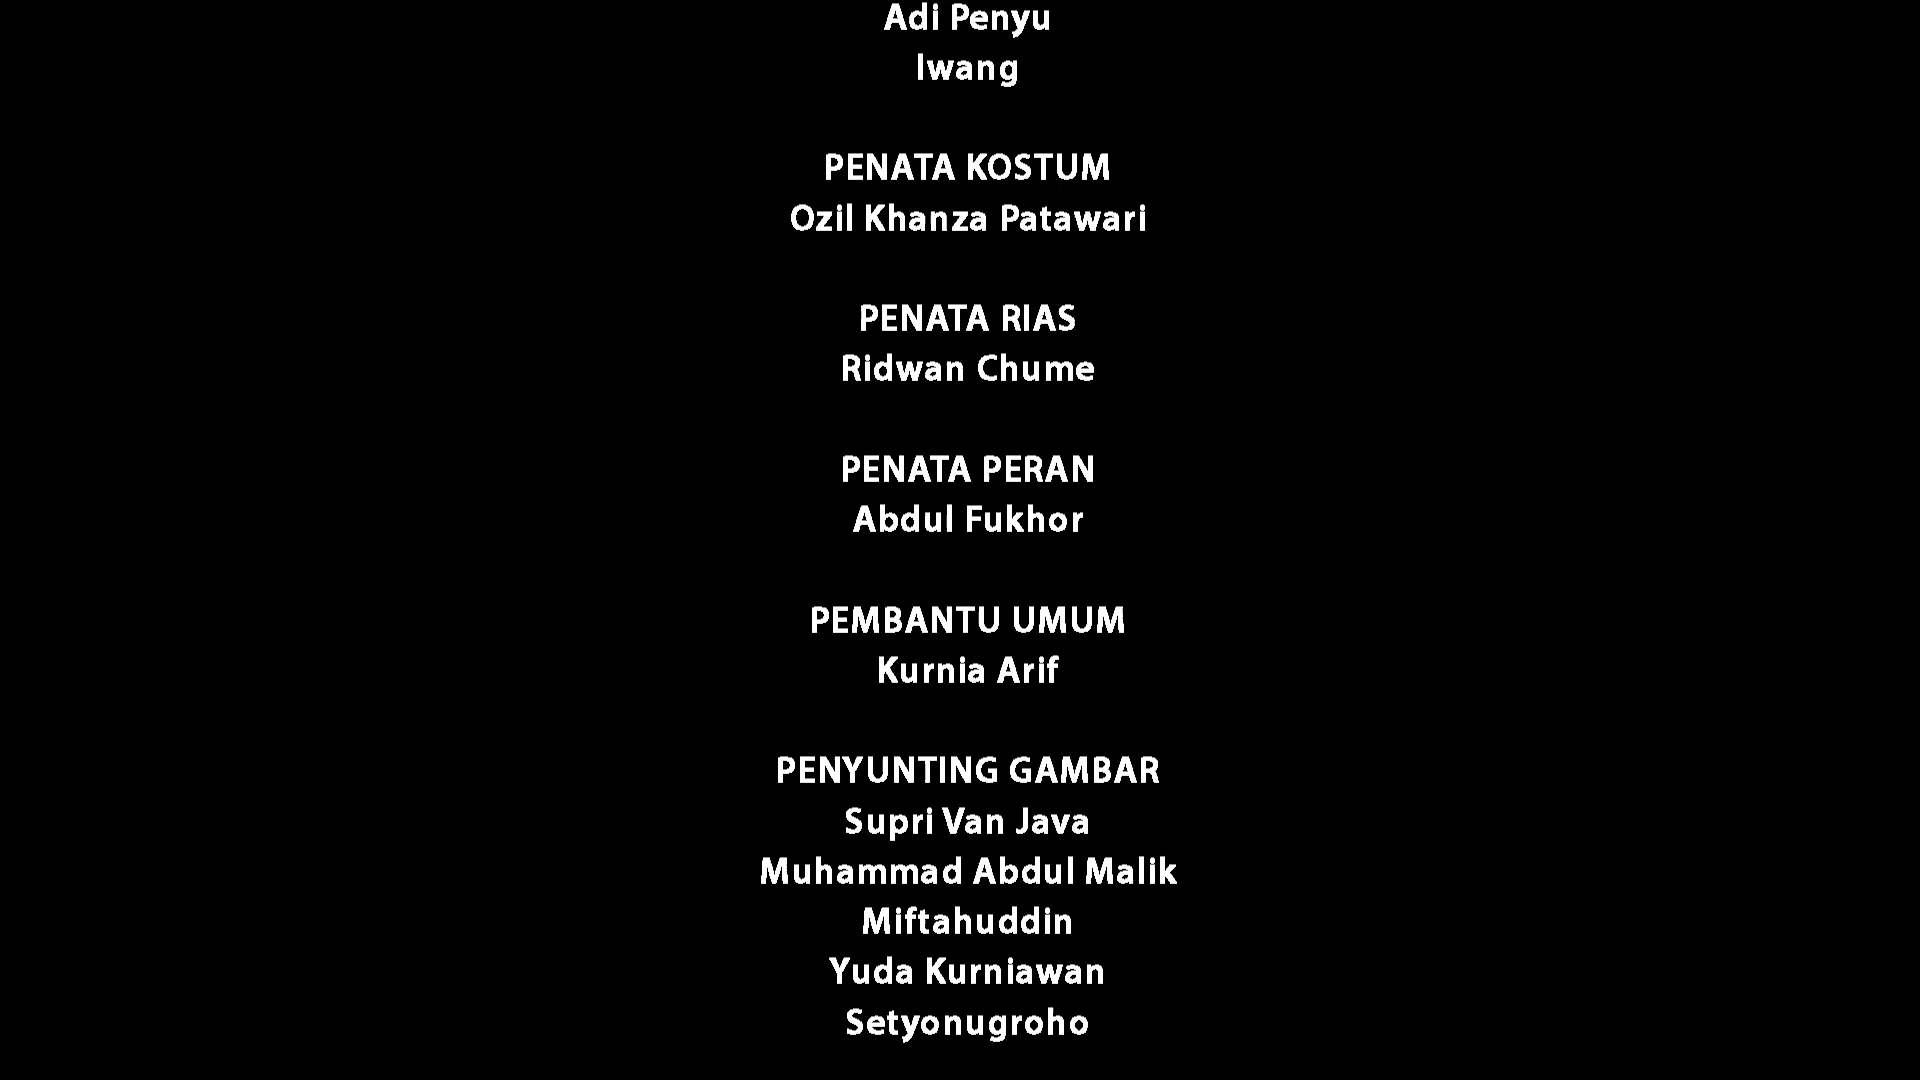 Adi Penyu
Iwang
PENATA KOSTUM
Ozil Khanza Patawari
PENATA RIAS
Ridwan Chume
PENATA PERAN
Abdul Fukhor
PEMBANTU UMUM
Kurnia Arif
PENYUNTING GAMBAR
Supri Van Java
Muhammad Abdul Malik
Miftahuddin
Yuda Kurniawan
Setyonugroho